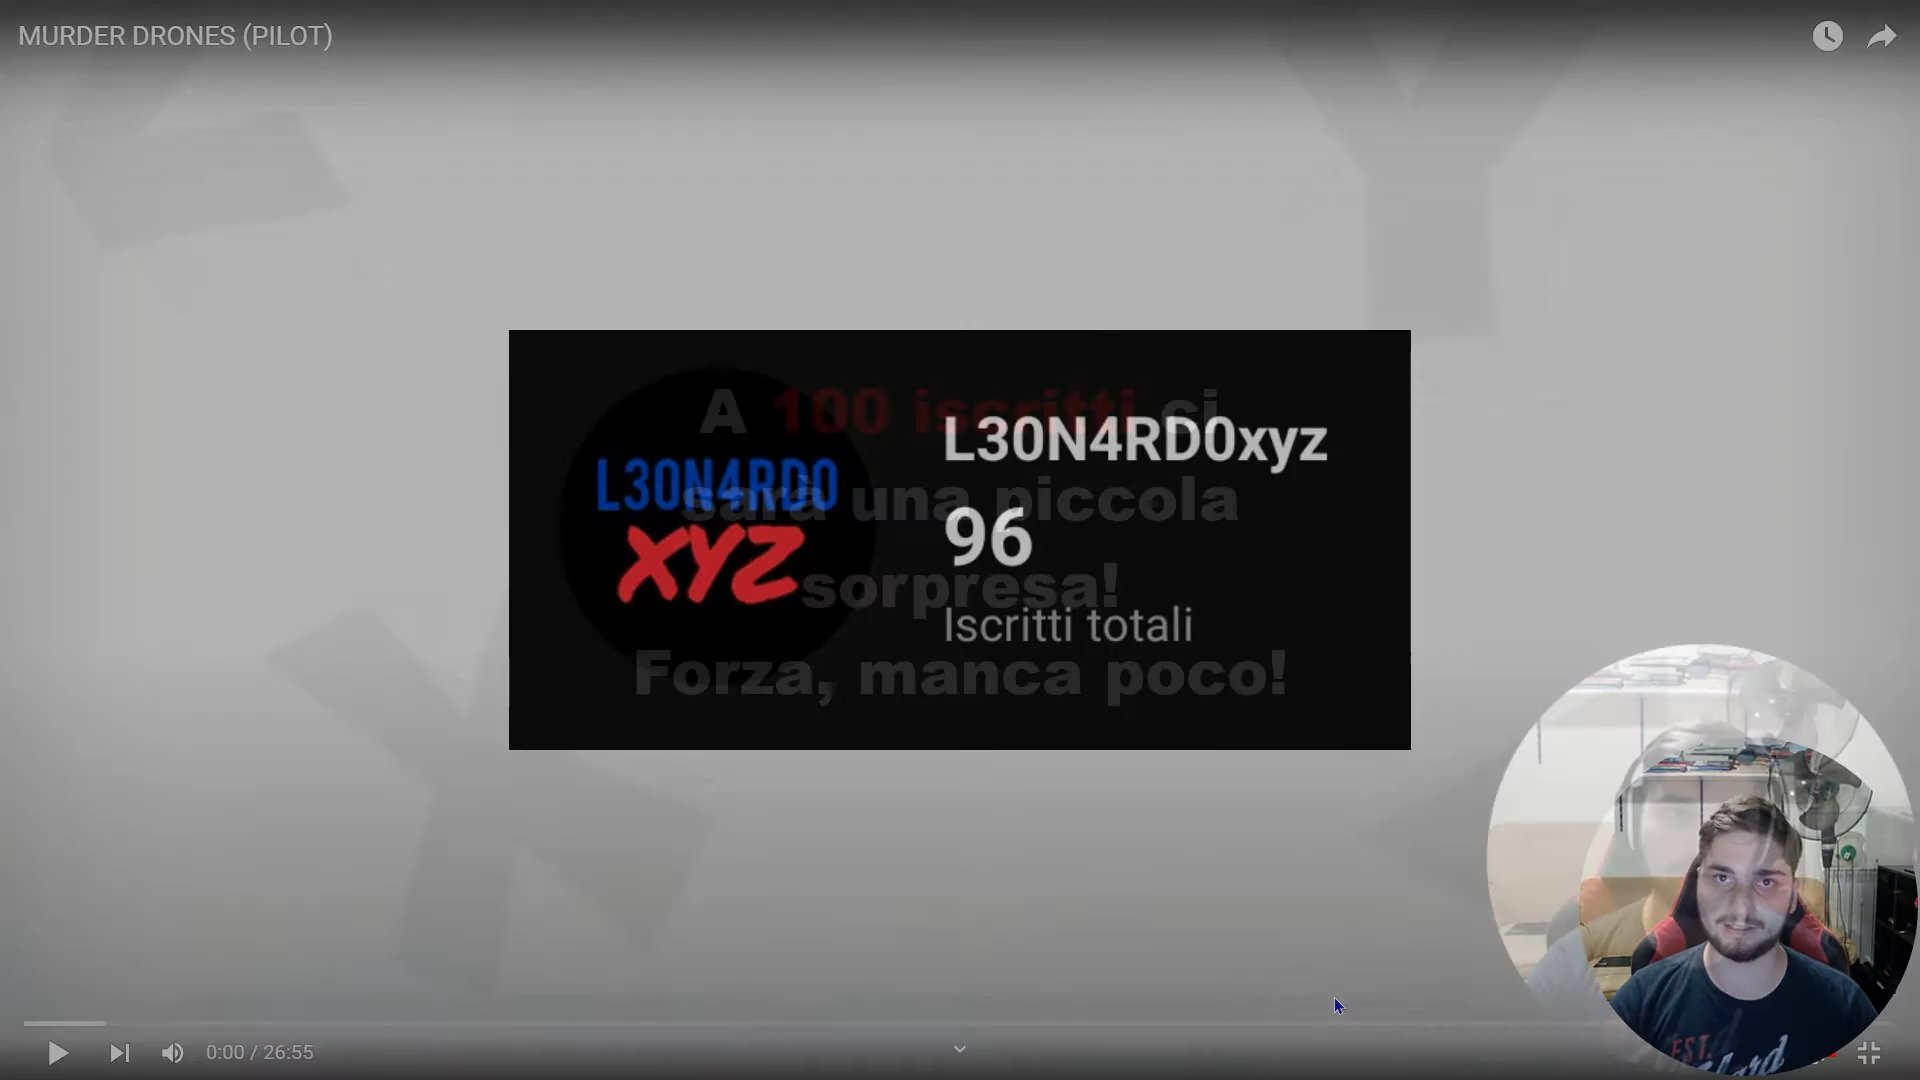 MURDER DRONES (PILOT)
A 100 iscritti ci
sarà una piccola
sorpresa!
Forza, manca poco!
L30N4RD0
XYZ
L30N4RD0xyz
96
Iscritti totali
0:00 / 26:55
EST.